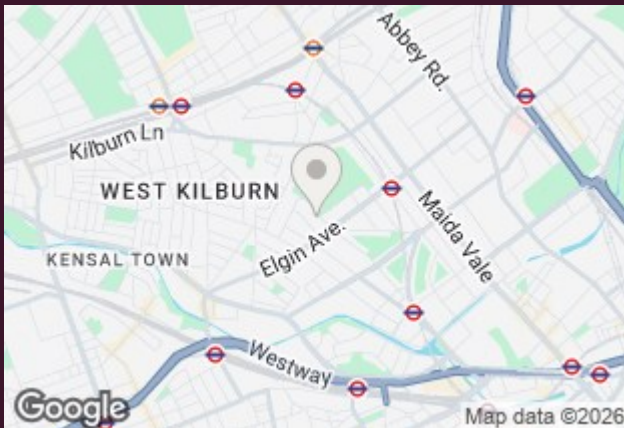 Abbey Rd.
Kilburn Ln
WEST KILBURN
Maida Vale
Elgin Ave.
KENSAL TOWN
Westway
Google
Map data ©2026